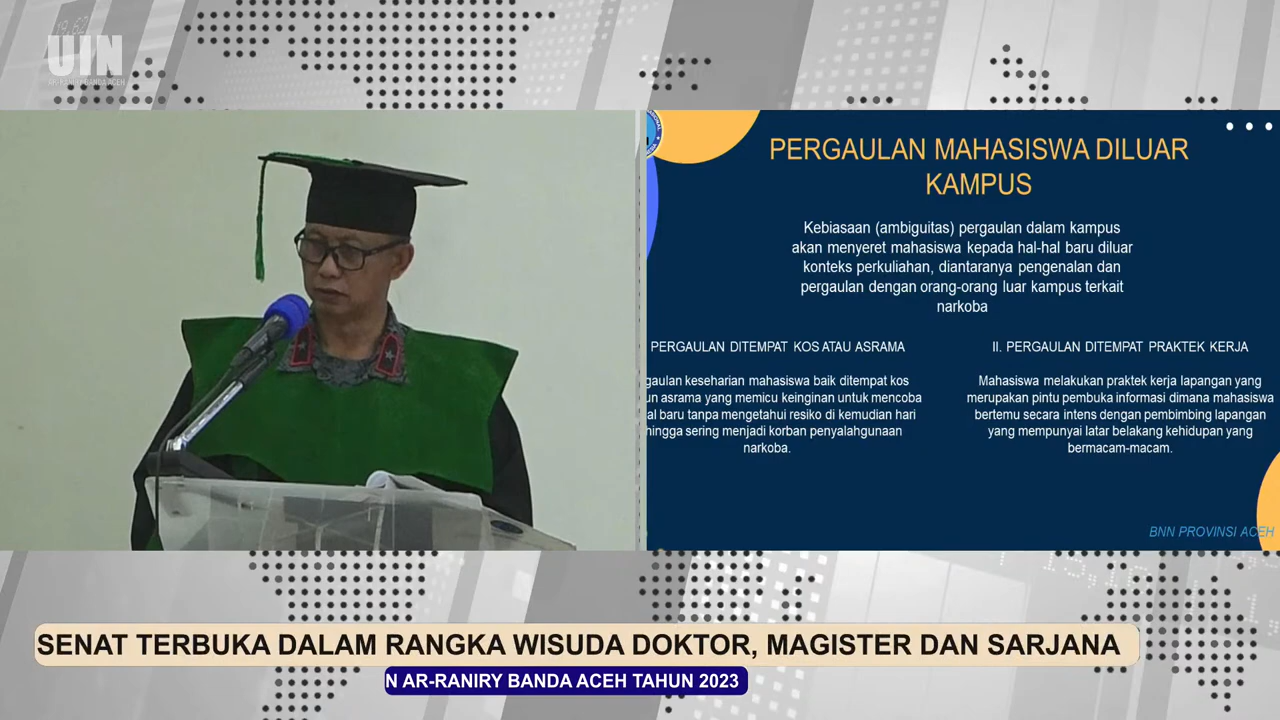 UIN
AR-RANIRY BANDA ACEH
PERGAULAN MAHASISWA DILUAR
KAMPUS
Kebiasaan (ambiguitas) pergaulan dalam kampus
akan menyeret mahasiswa kepada hal-hal baru diluar
konteks perkuliahan, diantaranya pengenalan dan
pergaulan dengan orang-orang luar kampus terkait
narkoba
PERGAULAN DITEMPAT KOS ATAU ASRAMA
gaulan keseharian mahasiswa baik ditempat kos
un asrama yang memicu keinginan untuk mencoba
al baru tanpa mengetahui resiko di kemudian hari
hingga sering menjadi korban penyalahgunaan
narkoba.
II. PERGAULAN DITEMPAT PRAKTEK KERJA
Mahasiswa melakukan praktek kerja lapangan yang
merupakan pintu pembuka informasi dimana mahasiswa
bertemu secara intens dengan pembimbing lapangan
yang mempunyai latar belakang kehidupan yang
bermacam-macam.
BNN PROVINSI ACEH
SENAT TERBUKA DALAM RANGKA WISUDA DOKTOR, MAGISTER DAN SARJANA
N AR-RANIRY BANDA ACEH TAHUN 2023